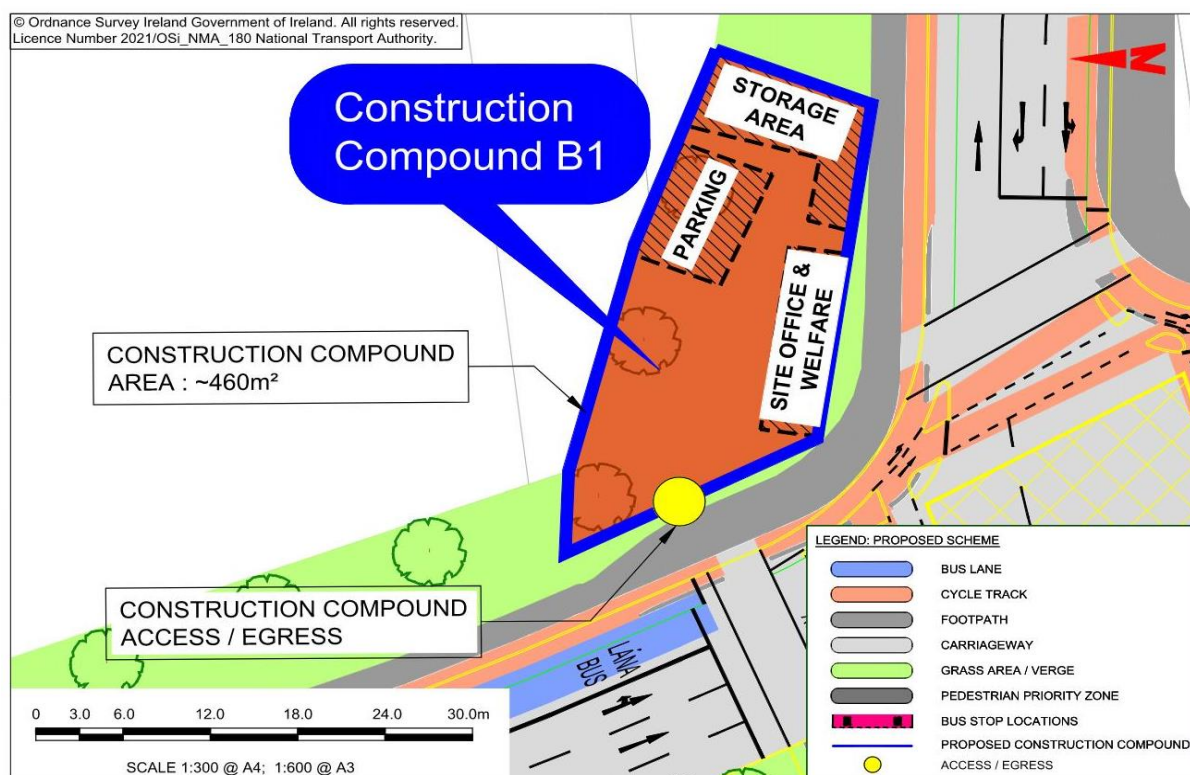 © Ordnance Survey Ireland Government of Ireland. All rights reserved.
Licence Number 2021/OSi_NMA_180 National Transport Authority.
Construction
Compound B1
STORAGE
AREA
PARKING
SITE OFFICE &
WELFARE
N
CONSTRUCTION COMPOUND
AREA : ~460m²
CONSTRUCTION COMPOUND
ACCESS / EGRESS
LÁNA
BUS
0 3.0 6.0 12.0 18.0 24.0 30.0m
SCALE 1:300 @ A4; 1:600 @ A3
LEGEND: PROPOSED SCHEME
BUS LANE
CYCLE TRACK
FOOTPATH
CARRIAGEWAY
GRASS AREA / VERGE
PEDESTRIAN PRIORITY ZONE
BUS STOP LOCATIONS
PROPOSED CONSTRUCTION COMPOUND
ACCESS / EGRESS